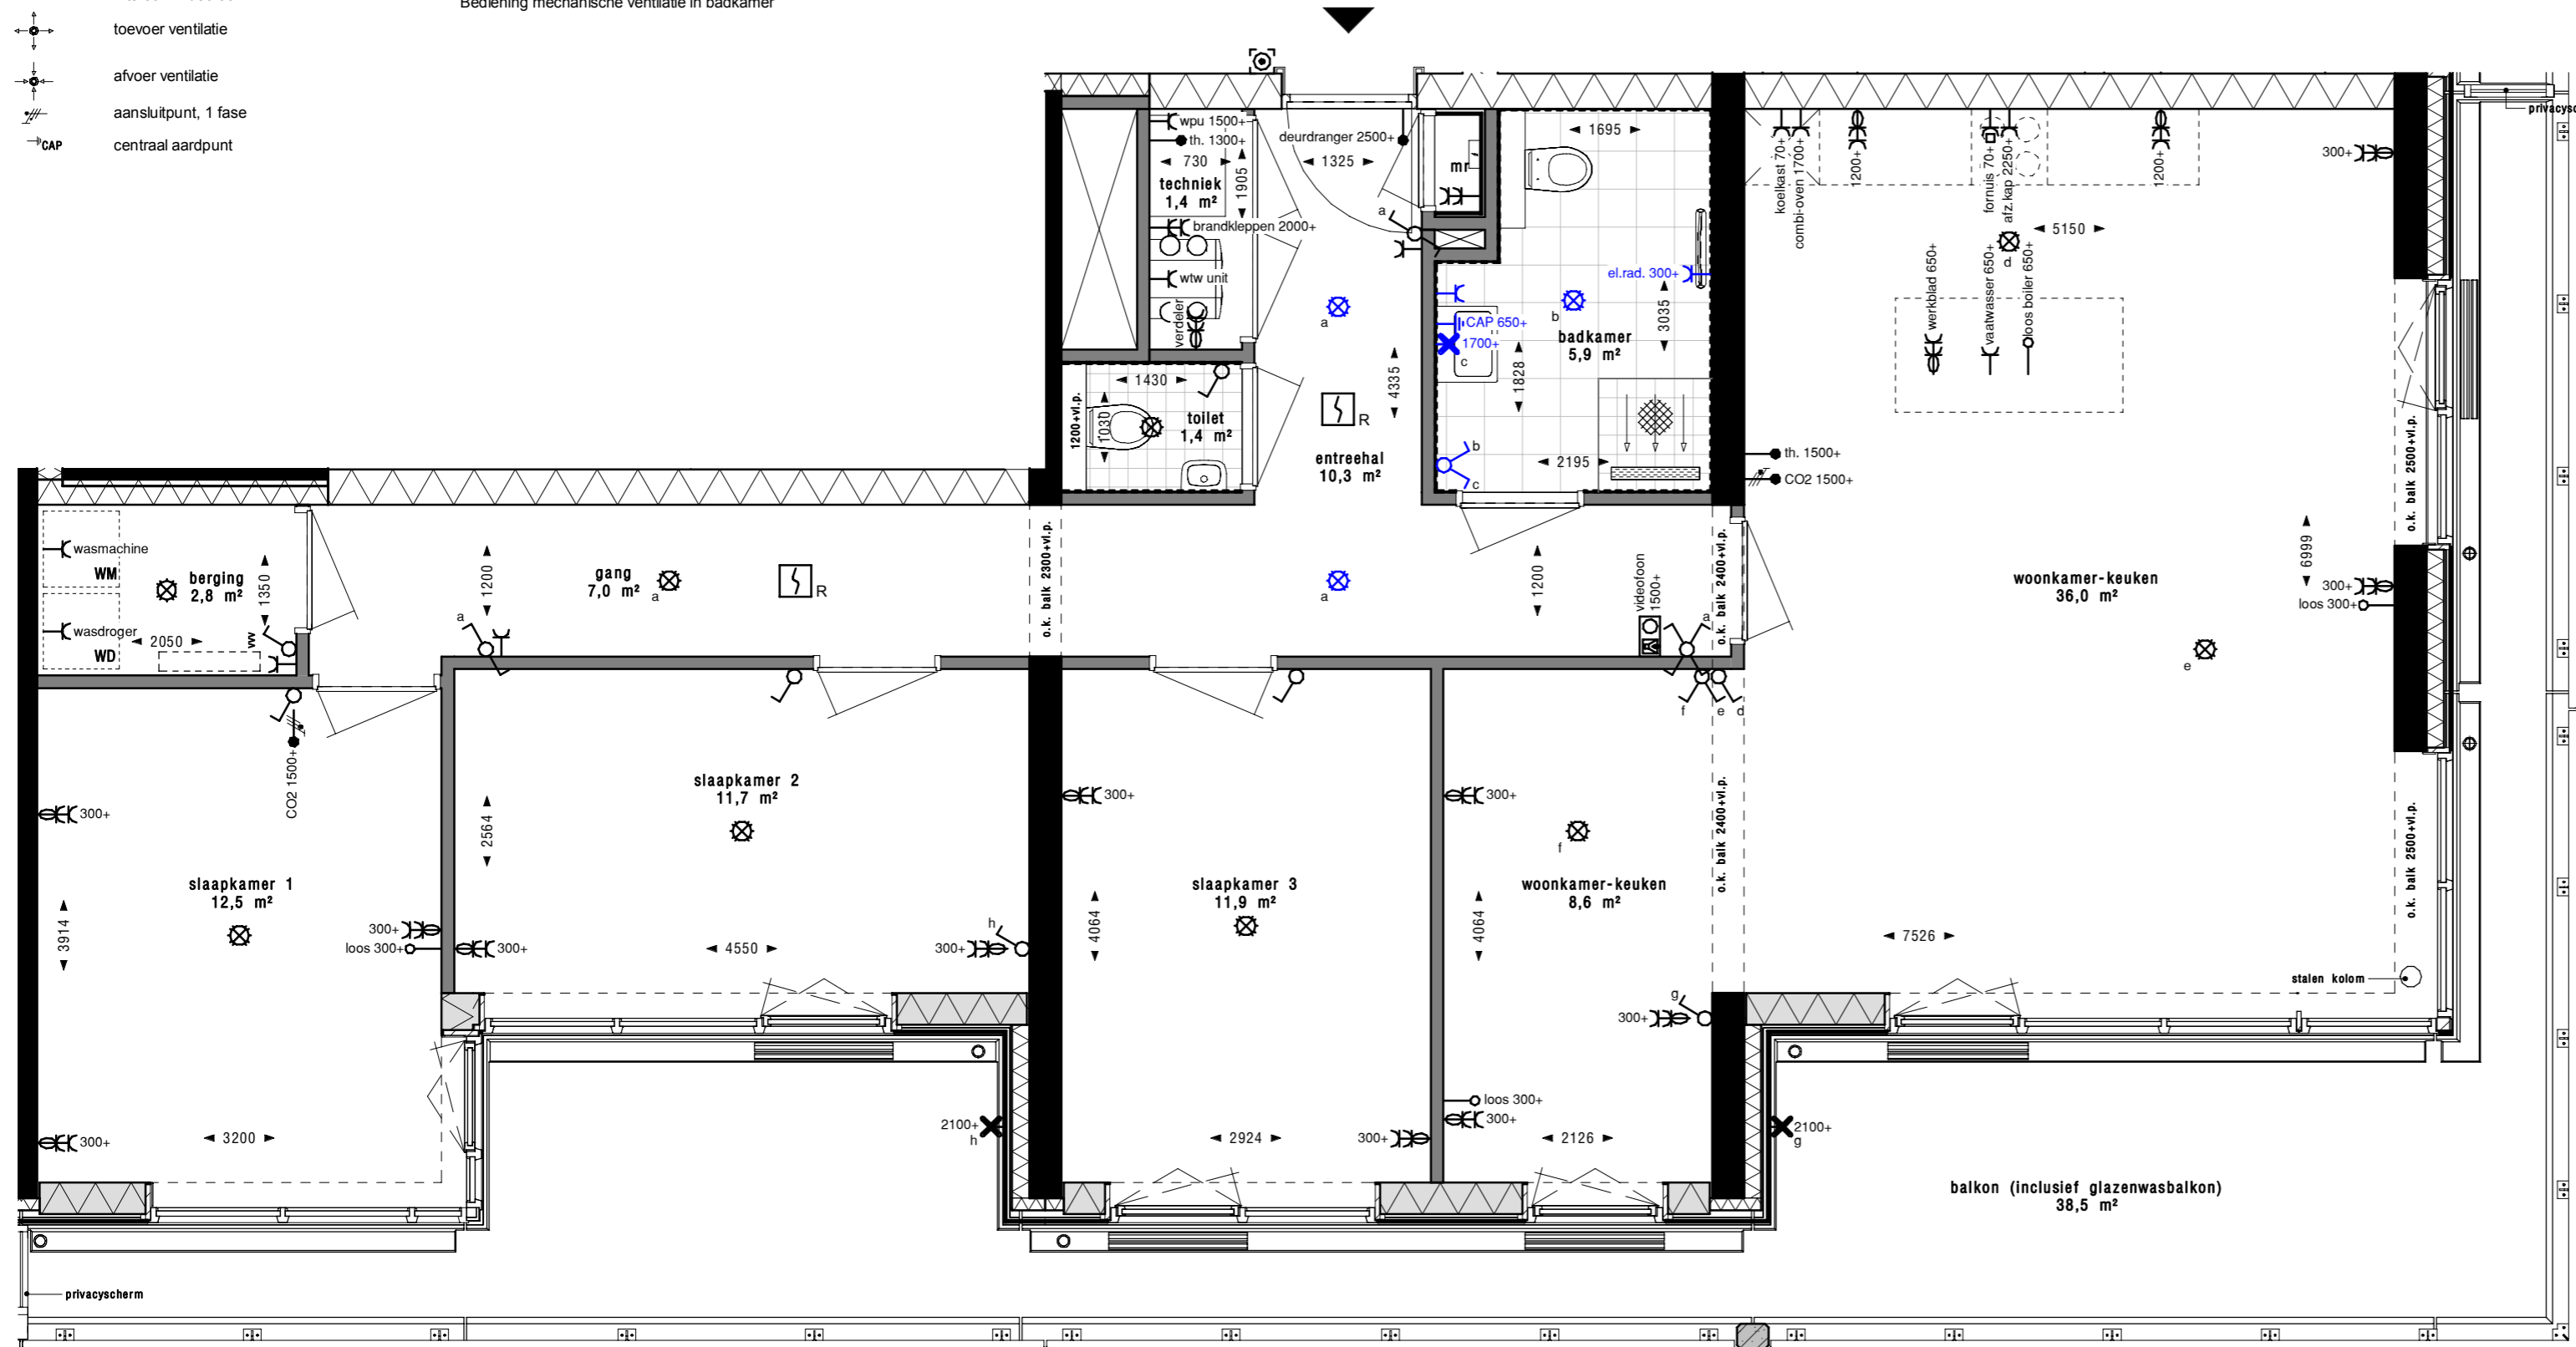 Bediening mechanische ventilatie in badkamer
toevoer ventilatie
afvoer ventilatie
aansluitpunt, 1 fase
CAP centraal aardpunt
wpu 1500+
th. 1300+
730
1905
techniek
1,4 m²
brandkleppen 2000+
wtw unit
verdeler
deurdranger 2500+
1325
mr
a
1695
el.rad. 300+
a
b
CAP 650+
1700+
c
badkamer
5,9 m²
3035
1828
4335
b
c
2195
R
entreehal
10,3 m²
1430
1200+vl.p.
1030
toilet
1,4 m²
koelkast 70+
combi-oven 1700+
1200+
fornuis 70+
afz.kap 2250+
1200+
300+
privacysc
d
5150
werkblad 650+
vaatwasser 650+
loos boiler 650+
th. 1500+
CO2 1500+
o.k. balk 2500+vl.p.
6999
woonkamer-keuken
36,0 m²
300+
loos 300+
e
wasmachine
WM
berging
2,8 m²
1350
wasdroger
WD
2050
vv
a
1200
gang
7,0 m²
a
R
o.k. balk 2300+vl.p.
a
1200
videofoon
1500+
a
o.k. balk 2400+vl.p.
f
e
d
CO2 1500+
300+
slaapkamer 1
12,5 m²
3914
300+
loos 300+
300+
3200
slaapkamer 2
11,7 m²
2564
300+
4550
300+
h
2100+
h
300+
slaapkamer 3
11,9 m²
4064
2924
300+
300+
f
woonkamer-keuken
8,6 m²
4064
o.k. balk 2400+vl.p.
g
300+
loos 300+
300+
2126
2100+
g
7526
stalen kolom
o.k. balk 2500+vl.p.
balkon (inclusief glazenwasbalkon)
38,5 m²
privacyscherm